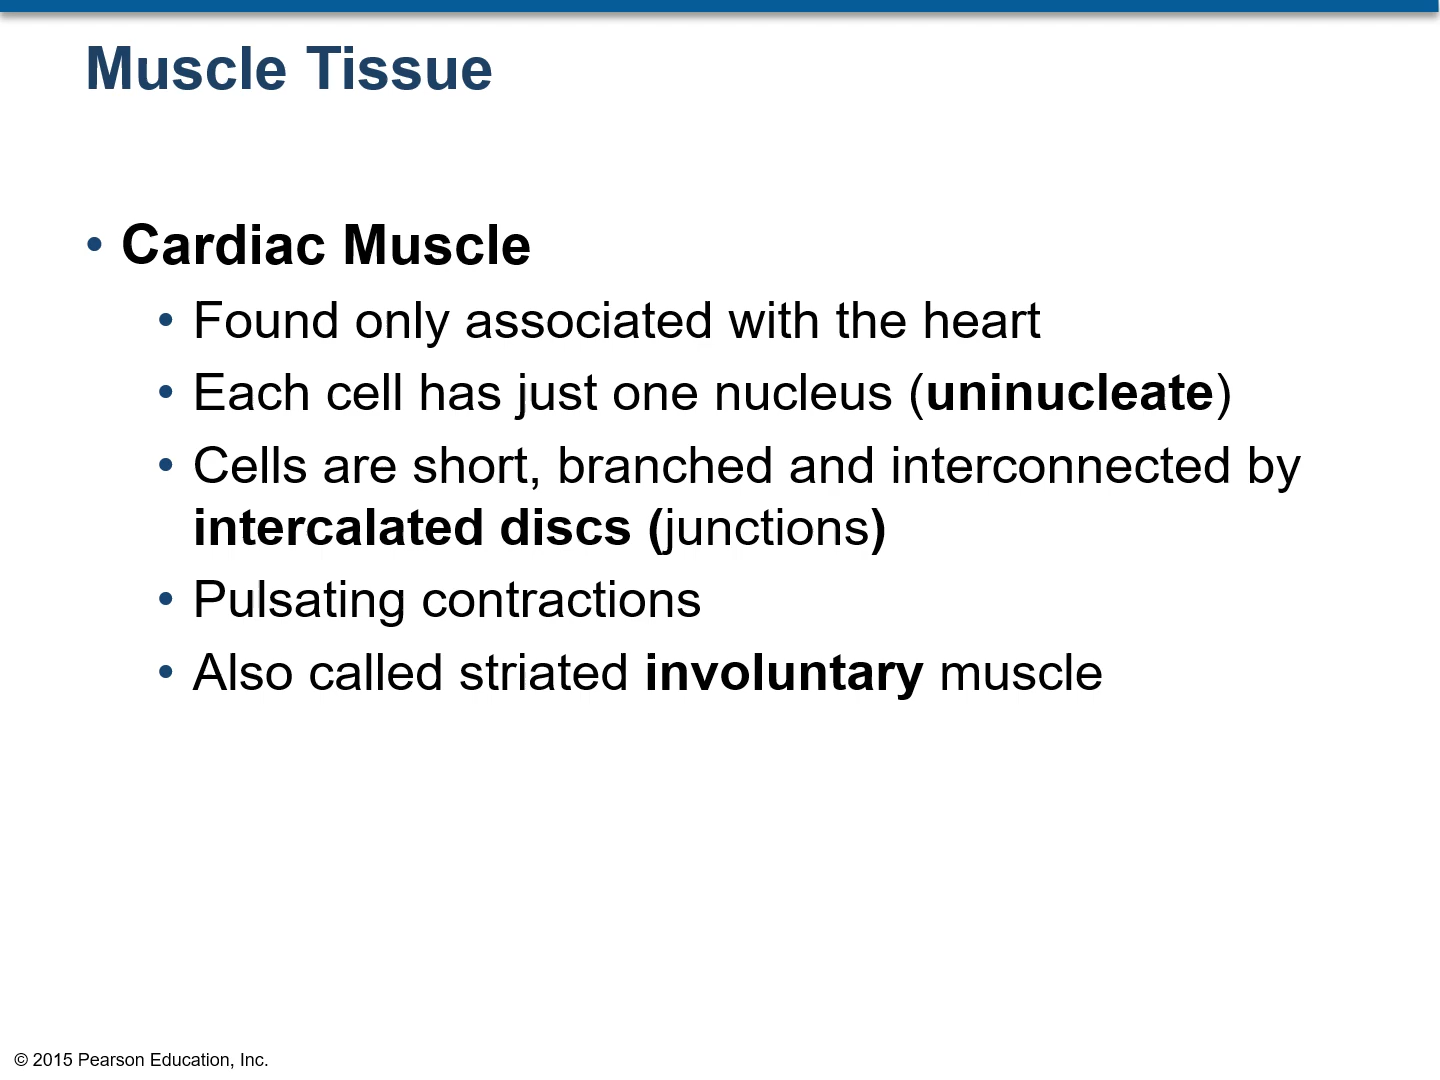 Muscle Tissue
• Cardiac Muscle
• Found only associated with the heart
• Each cell has just one nucleus (uninucleate)
• Cells are short, branched and interconnected by
intercalated discs (junctions)
• Pulsating contractions
• Also called striated involuntary muscle
© 2015 Pearson Education, Inc.